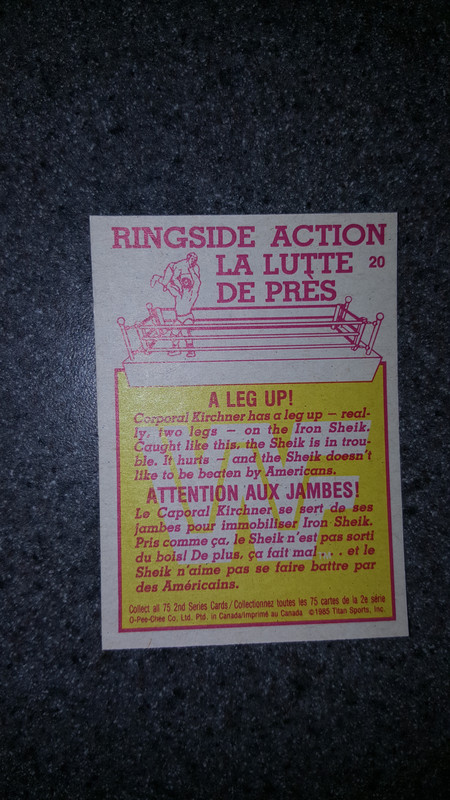 RINGSIDE ACTION
LA LUTTE 20
DE PRÈS
A LEG UP!
Corporal Kirchner has a leg up — real-
ly, two legs — on the Iron Sheik.
Caught like this, the Sheik is in trou-
ble. It hurts — and the Sheik doesn't
like to be beaten by Americans.
ATTENTION AUX JAMBES!
Le Caporal Kirchner se sert de ses
jambes pour immobiliser Iron Sheik.
Pris comme ça, le Sheik n'est pas sorti
du bois! De plus, ça fait mal . . . et le
Sheik n'aime pas se faire battre par
des Américains.
Collect all 75 2nd Series Cards/Collectionnez toutes les 75 cartes de la 2e série
O-Pee-Chee Co. Ltd. Ptd. in Canada/Imprimé au Canada ©1985 Titan Sports, Inc.